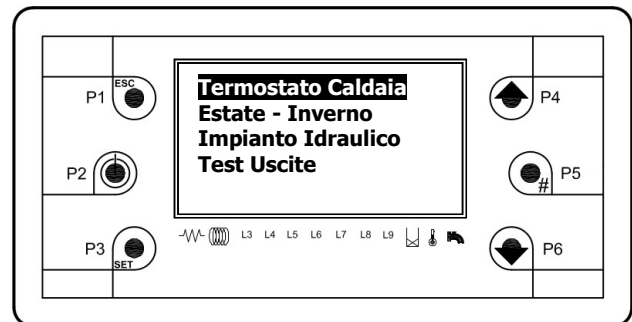 ESC
P1
P2
P3
SET
Termostato Caldaia
Estate - Inverno
Impianto Idraulico
Test Uscite
L3 L4 L5 L6 L7 L8 L9
P4
#
P5
P6